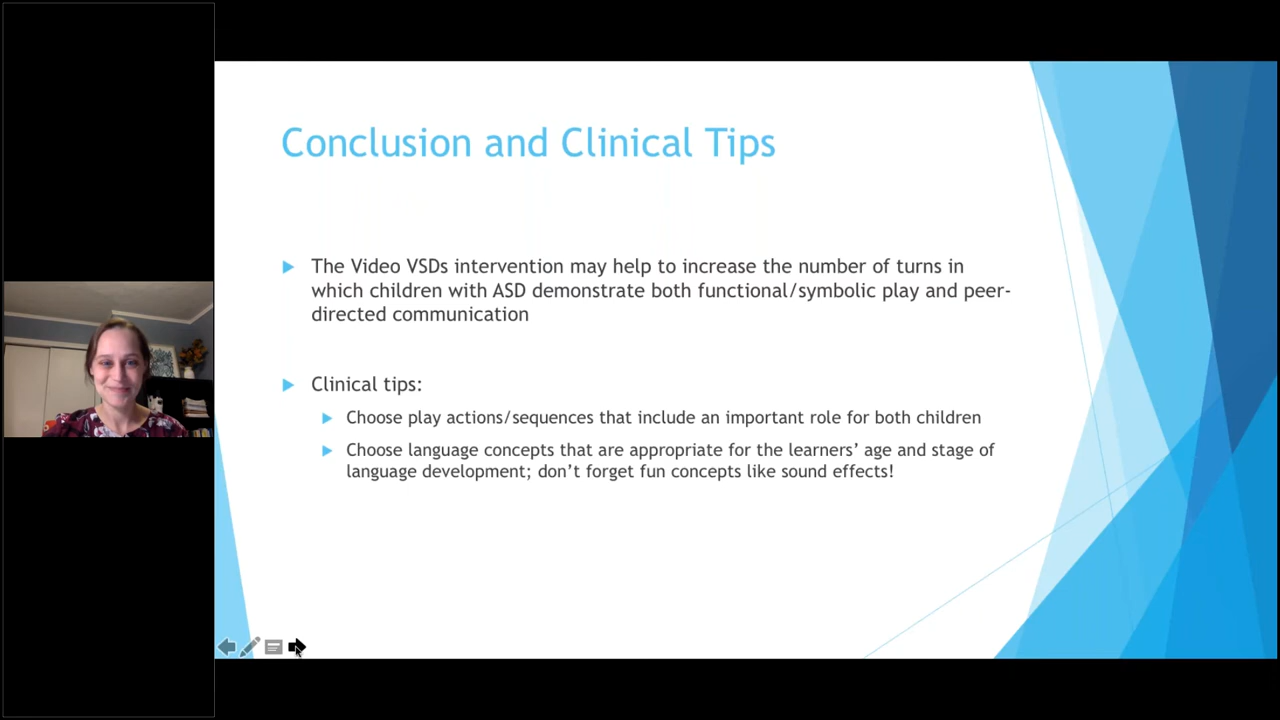 Conclusion and Clinical Tips
The Video VSDs intervention may help to increase the number of turns in
which children with ASD demonstrate both functional/symbolic play and peer-
directed communication
Clinical tips:
Choose play actions/sequences that include an important role for both children
Choose language concepts that are appropriate for the learners’ age and stage of
language development; don’t forget fun concepts like sound effects!